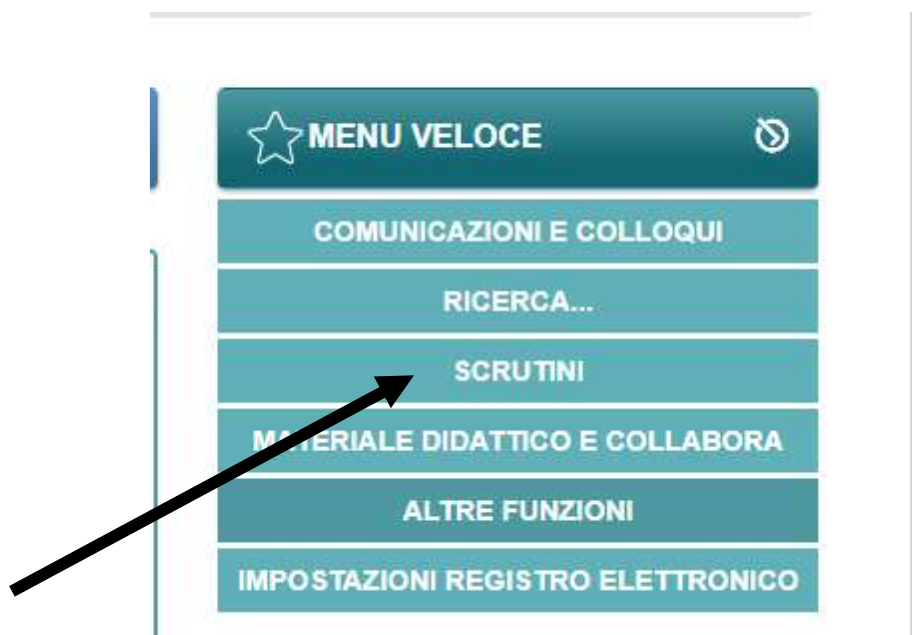 MENU VELOCE
COMUNICAZIONI E COLLOQUI
RICERCA...
SCRUTINI
MATERIALE DIDATTICO E COLLABORA
ALTRE FUNZIONI
IMPOSTAZIONI REGISTRO ELETTRONICO